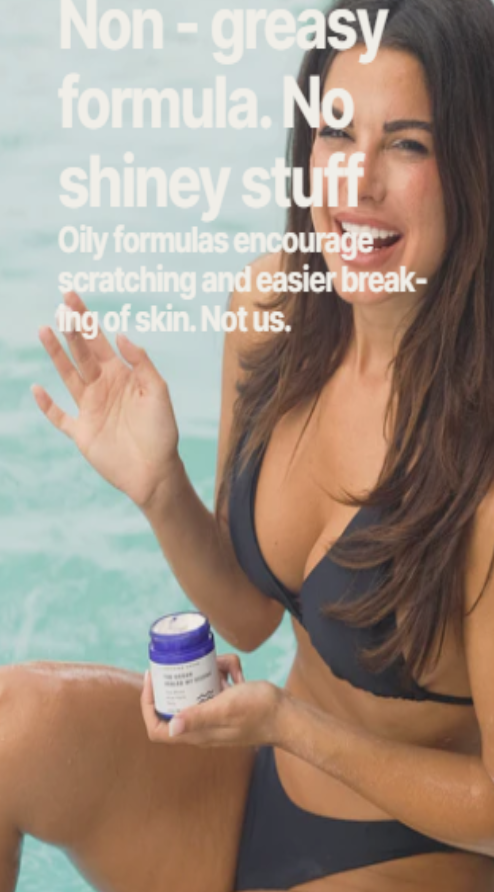 Non - greasy
formula. No
shiney stuff
Oily formulas encourage
scratching and easier break-
ing of skin. Not us.